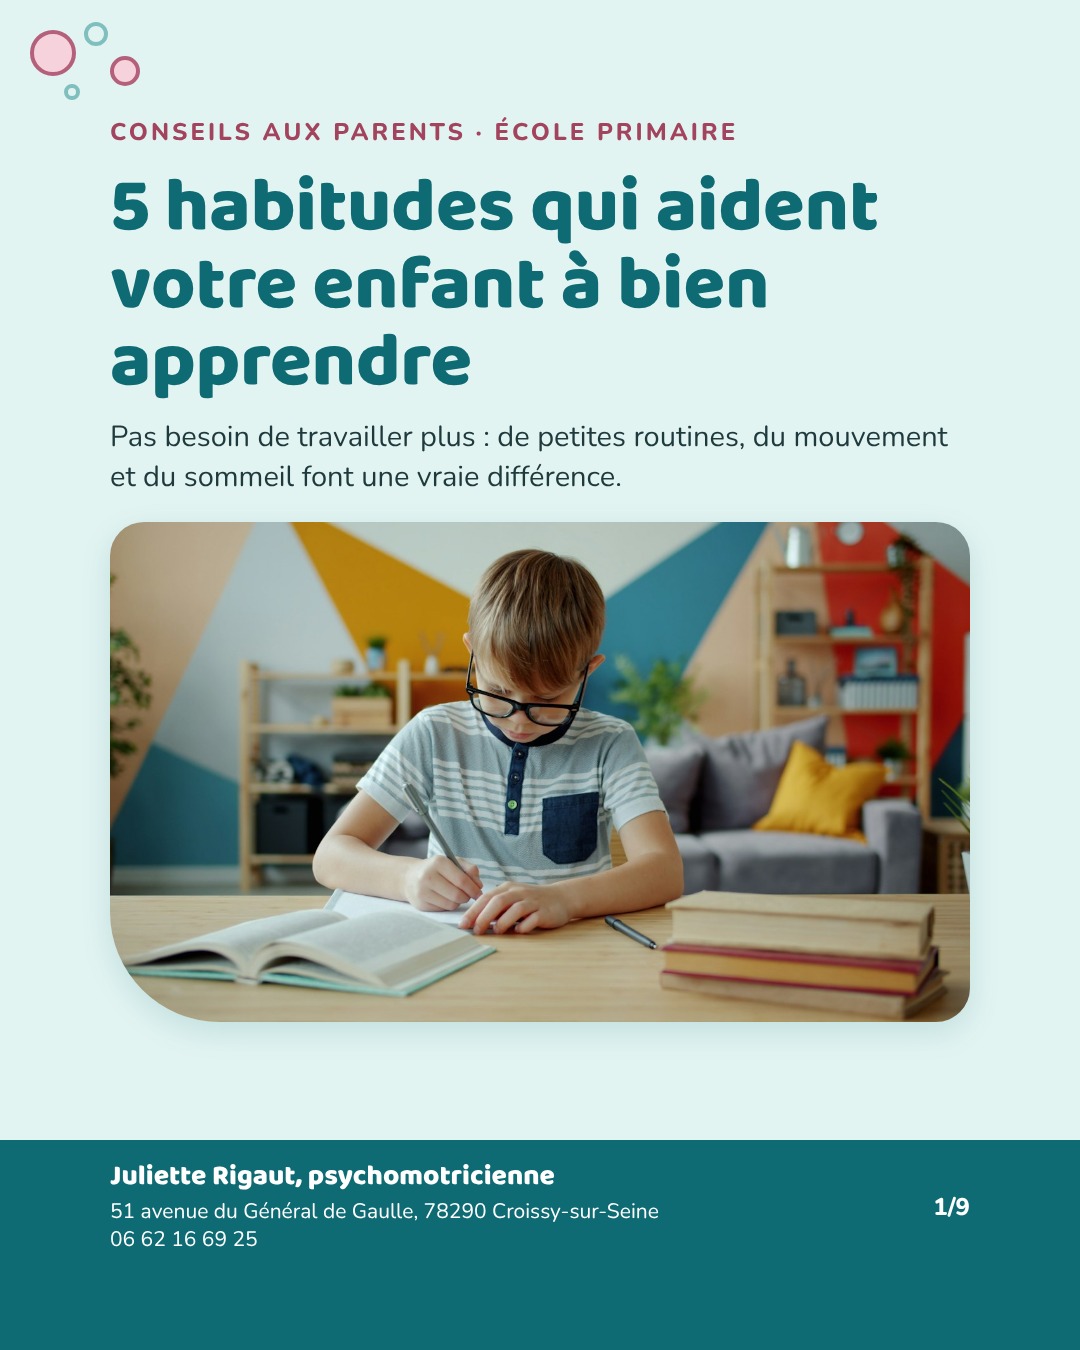 CONSEILS AUX PARENTS · ÉCOLE PRIMAIRE
5 habitudes qui aident
votre enfant à bien
apprendre
Pas besoin de travailler plus : de petites routines, du mouvement
et du sommeil font une vraie différence.
Juliette Rigaut, psychomotricienne
51 avenue du Général de Gaulle, 78290 Croissy-sur-Seine
06 62 16 69 25
1/9